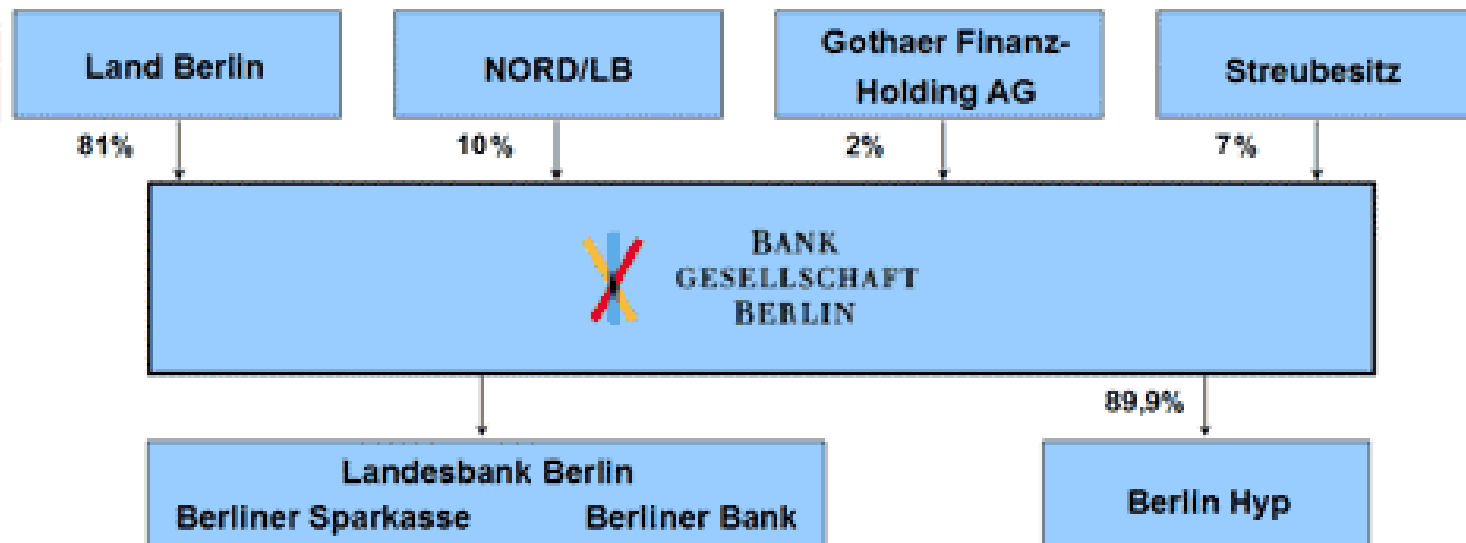 Land Berlin
NORD/LB
Gothaer Finanz-
Holding AG
Streubesitz
81%
10%
2%
7%
BANK
GESELLSCHAFT
BERLIN
89,9%
Landesbank Berlin
Berliner Sparkasse Berliner Bank
Berlin Hyp